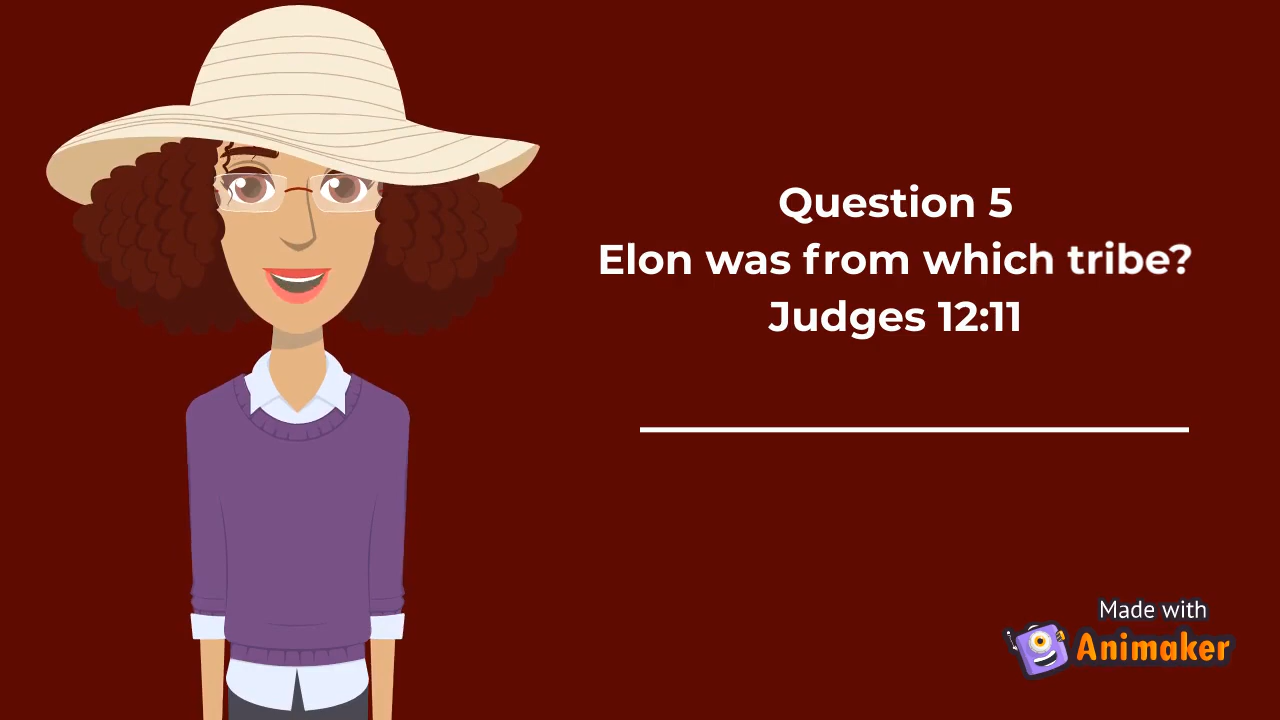 Question 5
Elon was from which tribe?
Judges 12:11
Made with
Animaker